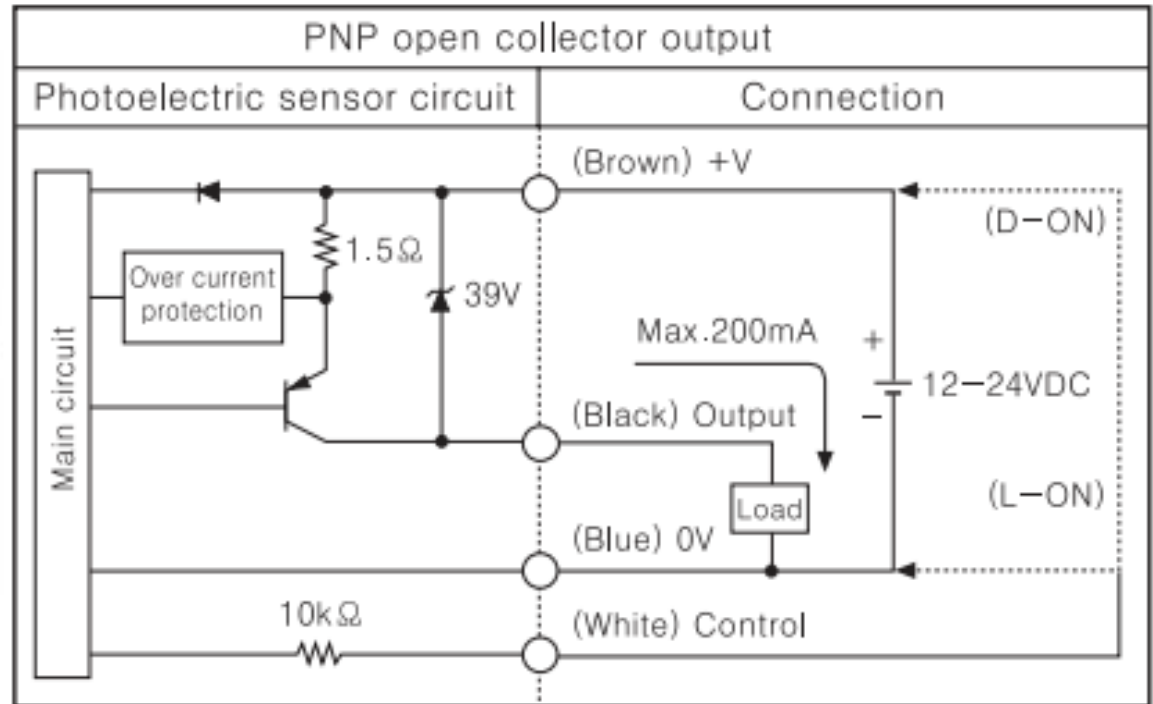 PNP open collector output
Photoelectric sensor circuit
Connection
(Brown) +V
(D-ON)
1.5Ω
Over current
protection
39V
Max.200mA
+
12-24VDC
-
Main circuit
(Black) Output
(L-ON)
Load
(Blue) 0V
10kΩ
(White) Control